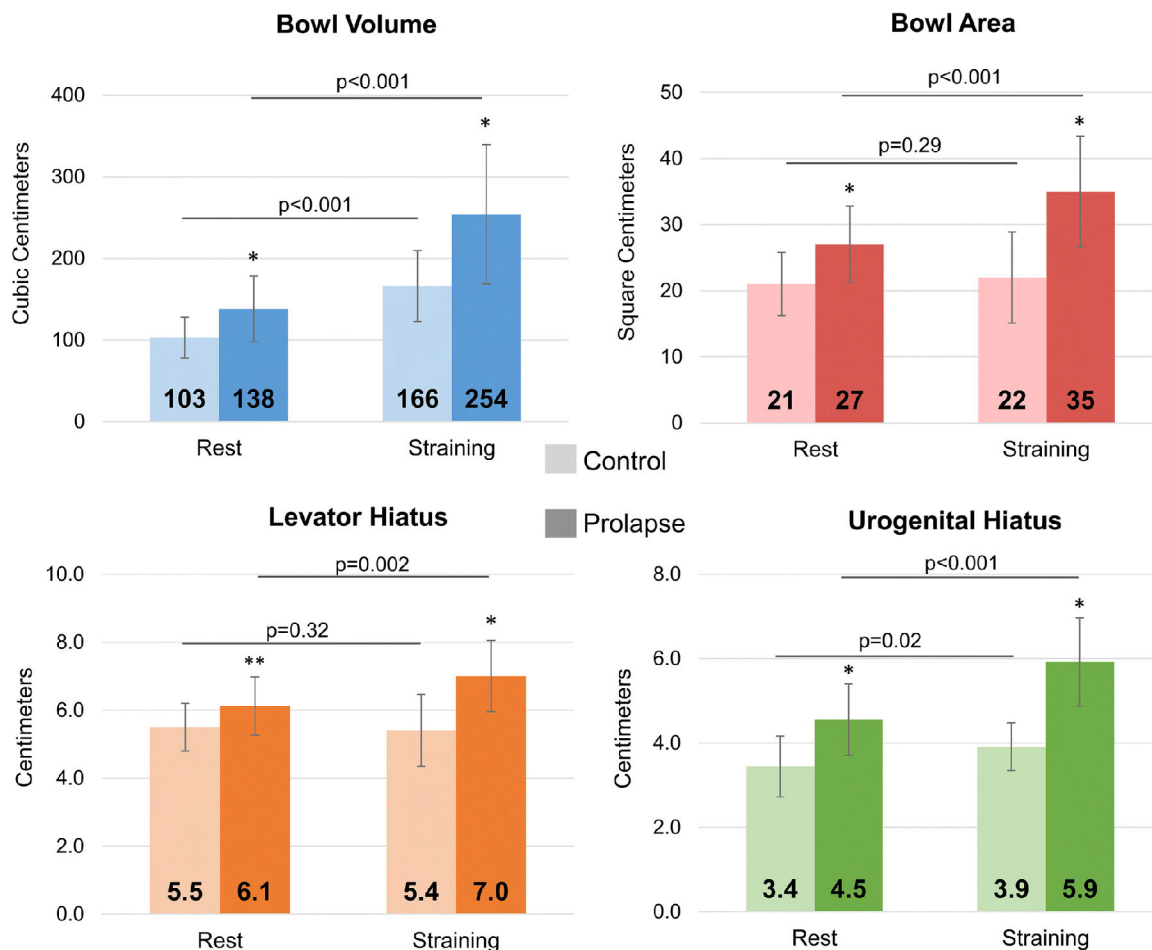 Bowl Volume
Cubic Centimeters
400
300
200
100
0
p<0.001
p<0.001
*
*
103 138 166 254
Rest Straining
Bowl Area
Square Centimeters
50
40
30
20
10
0
p<0.001
p=0.29
*
*
21 27 22 35
Rest Straining
Control
Prolapse
Levator Hiatus
Centimeters
10.0
8.0
6.0
4.0
2.0
0.0
p=0.002
p=0.32
**
*
5.5 6.1 5.4 7.0
Rest Straining
Urogenital Hiatus
Centimeters
8.0
6.0
4.0
2.0
0.0
p<0.001
p=0.02
*
*
3.4 4.5 3.9 5.9
Rest Straining